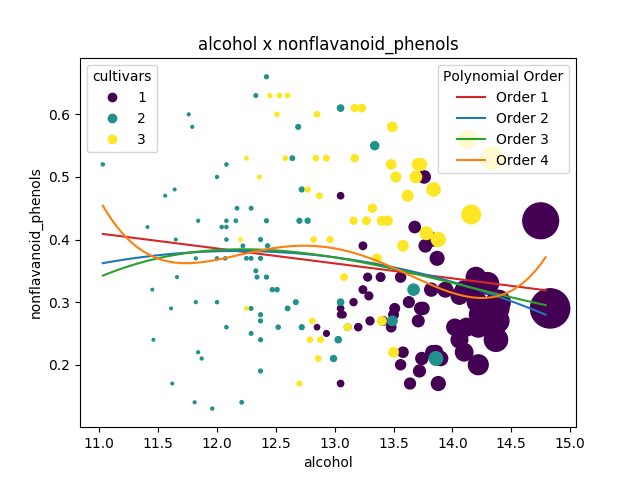 alcohol x nonflavanoid_phenols
cultivars
1
2
3
Polynomial Order
Order 1
Order 2
Order 3
Order 4
nonflavanoid_phenols
0.6
0.5
0.4
0.3
0.2
11.0 11.5 12.0 12.5 13.0 13.5 14.0 14.5 15.0
alcohol